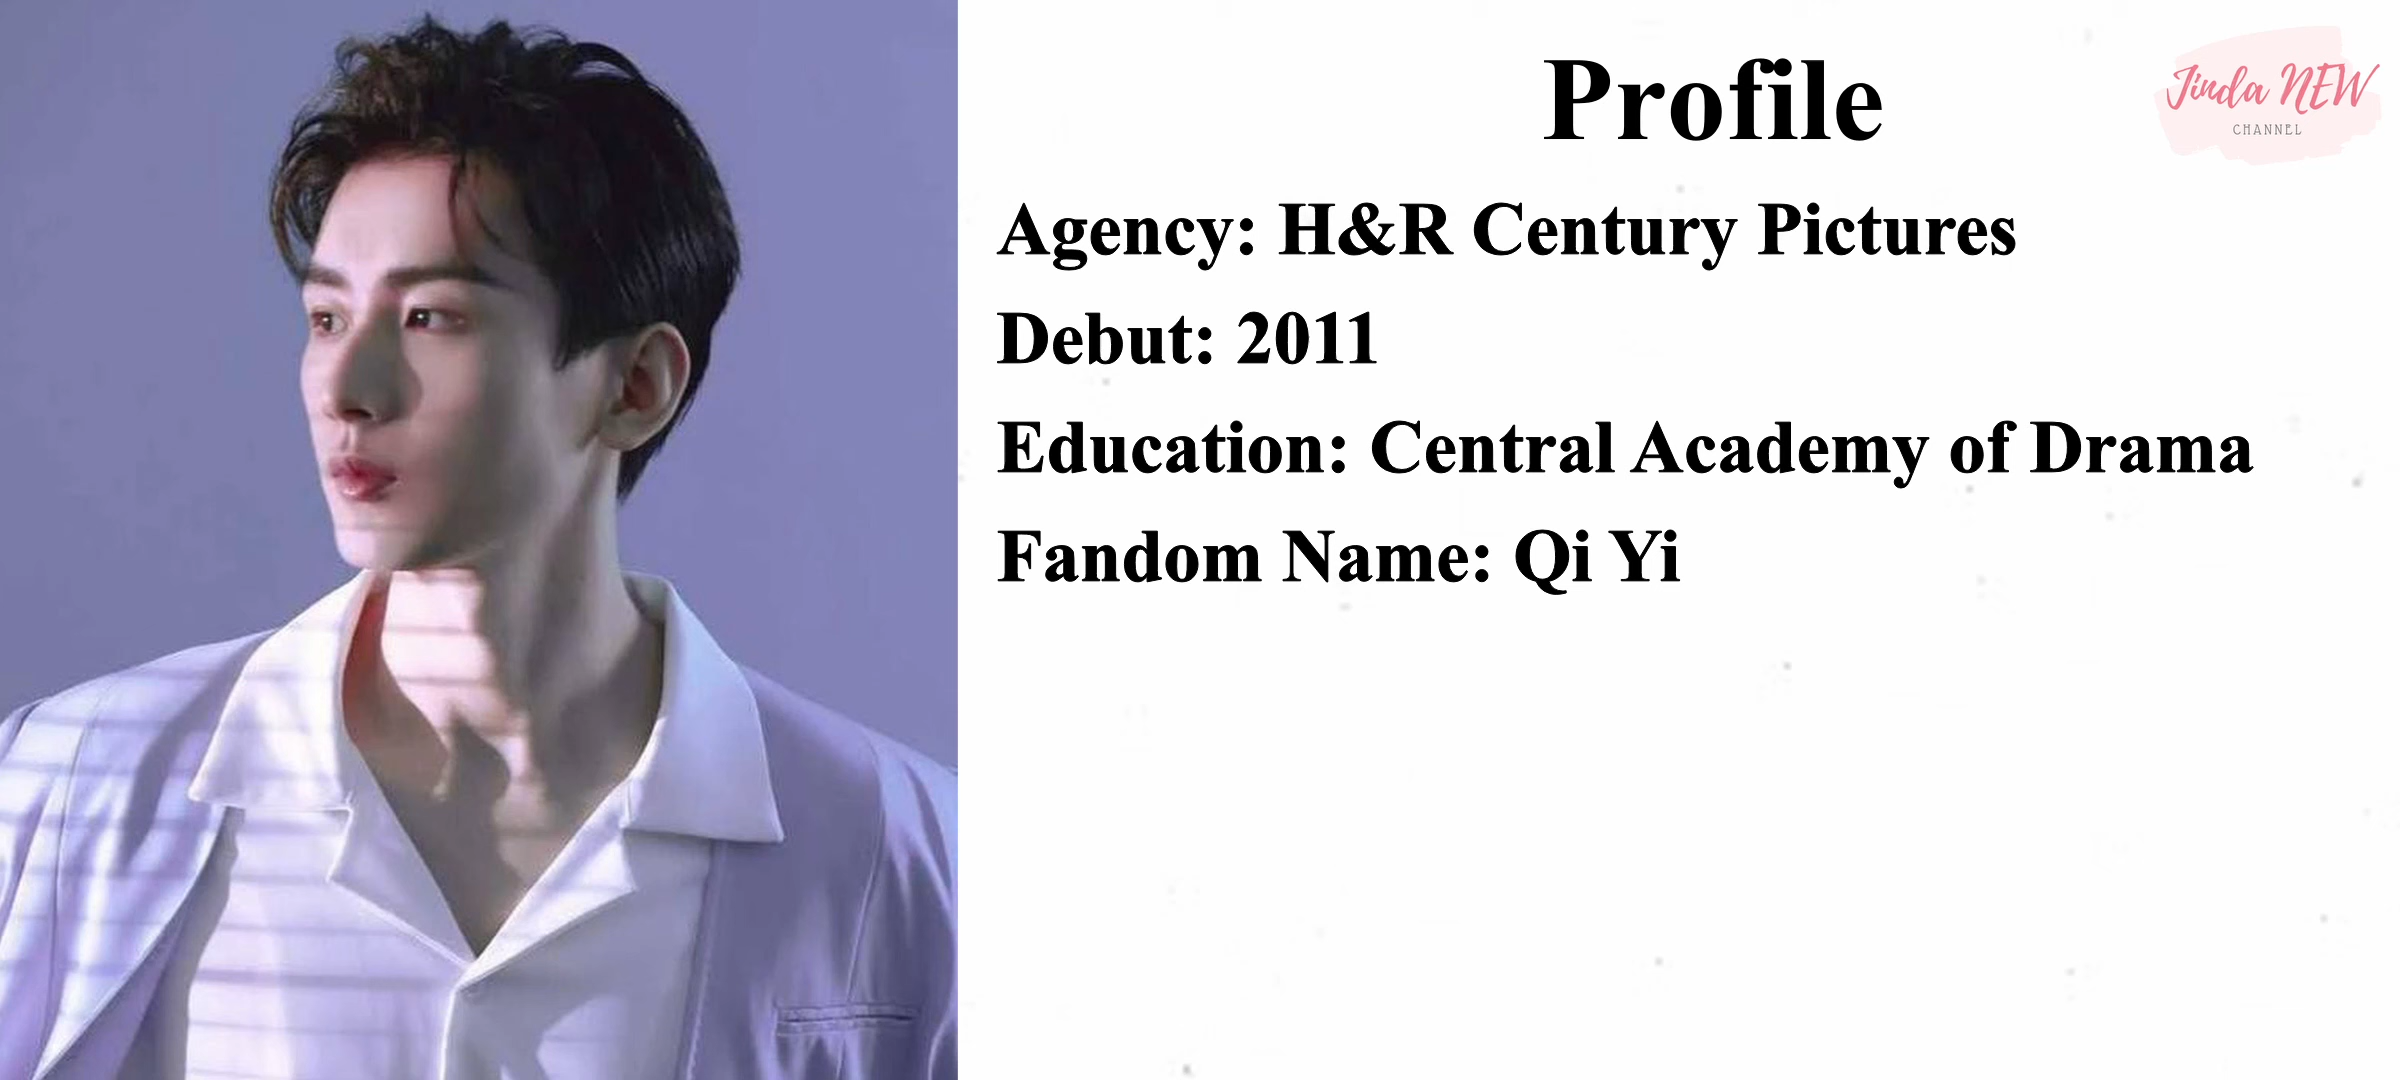 Profile
Jinda NEW
CHANNEL
Agency: H&R Century Pictures
Debut: 2011
Education: Central Academy of Drama
Fandom Name: Qi Yi